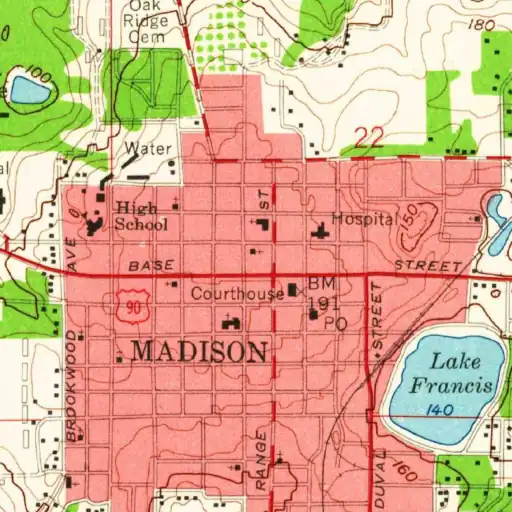 Oak
Ridge
Cem
180
100
22
Water
High
School
ST
Hospital
150
AVE
BASE
STREET
90
Courthouse
BM
191
PO
MADISON
STREET
BROOKWOOD
Lake
Francis
140
RANGE
DUVAL
160